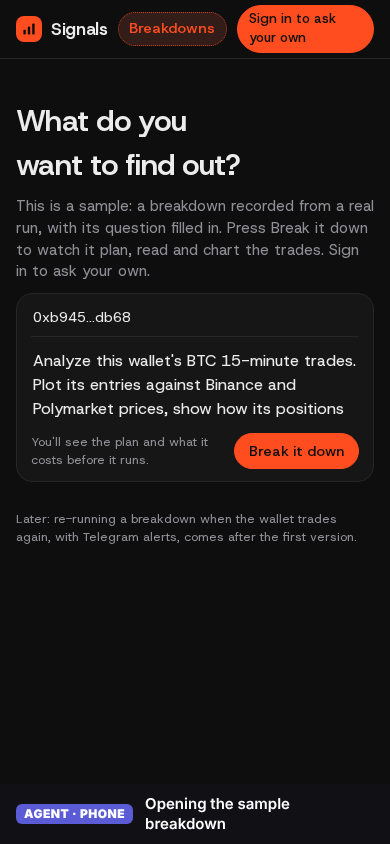 Signals
Breakdowns
Sign in to ask
your own
What do you
want to find out?
This is a sample: a breakdown recorded from a real
run, with its question filled in. Press Break it down
to watch it plan, read and chart the trades. Sign
in to ask your own.
0xb945…db68
Analyze this wallet's BTC 15-minute trades.
Plot its entries against Binance and
Polymarket prices, show how its positions
You'll see the plan and what it
costs before it runs.
Break it down
Later: re-running a breakdown when the wallet trades
again, with Telegram alerts, comes after the first version.
AGENT · PHONE
Opening the sample
breakdown